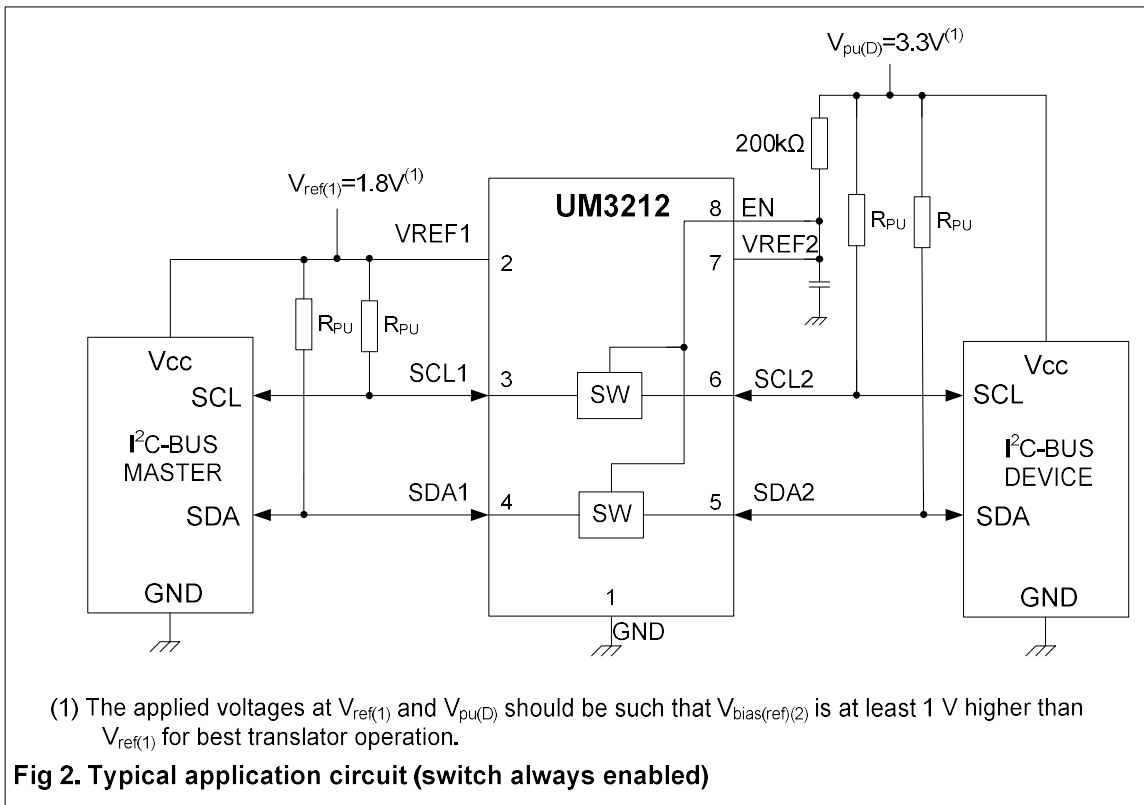 V_pu(D)=3.3V^(1)
200kΩ
V_ref(1)=1.8V^(1)
UM3212
8 EN
R_PU R_PU
VREF1
VREF2
2
7
R_PU R_PU
Vcc
Vcc
SCL1
3
SW
6
SCL2
SCL
SCL
I²C-BUS
MASTER
I²C-BUS
DEVICE
SDA1
4
SW
5
SDA2
SDA
SDA
GND
1
GND
GND
(1) The applied voltages at V_ref(1) and V_pu(D) should be such that V_bias(ref)(2) is at least 1 V higher than
V_ref(1) for best translator operation.
Fig 2. Typical application circuit (switch always enabled)